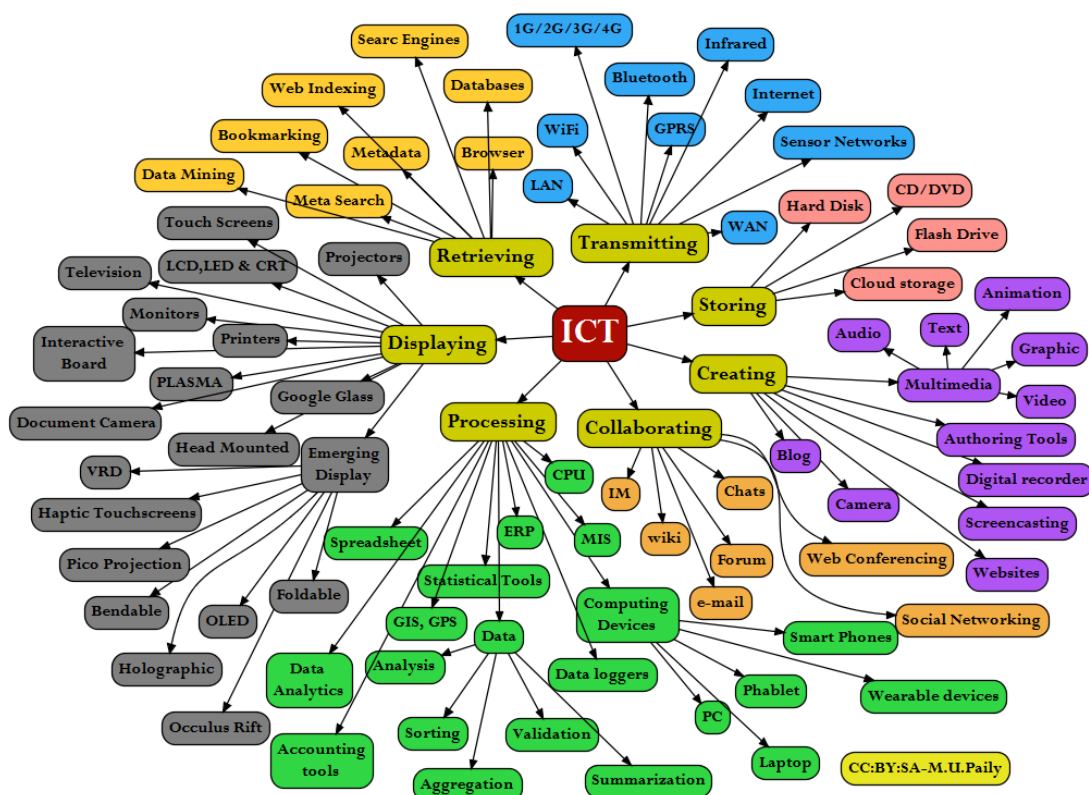 1G/2G/3G/4G
Searc Engines
Infrared
Web Indexing
Databases
Bluetooth
Internet
Bookmarking
Metadata
Browser
WiFi
GPRS
Sensor Networks
Data Mining
Meta Search
LAN
Hard Disk
CD/DVD
Touch Screens
Retrieving
Transmitting
WAN
Flash Drive
Television
LCD,LED & CRT
Projectors
Storing
Cloud storage
Animation
Monitors
Printers
Displaying
ICT
Audio
Text
Graphic
Interactive
Board
Creating
Multimedia
Video
PLASMA
Google Glass
Document Camera
Head Mounted
Processing
Collaborating
Authoring Tools
VRD
Emerging
Display
CPU
Blog
Digital recorder
IM
Chats
Camera
Haptic Touchscreens
Screencasting
Spreadsheet
ERP
MIS
wiki
Forum
Web Conferencing
Pico Projection
Websites
Statistical Tools
Foldable
e-mail
Bendable
OLED
GIS, GPS
Data
Computing
Devices
Social Networking
Smart Phones
Holographic
Data
Analytics
Analysis
Data loggers
Phablet
Wearable devices
Occulus Rift
Sorting
Validation
PC
Accounting
tools
Aggregation
Summarization
Laptop
CC:BY:SA-M.U.Paily